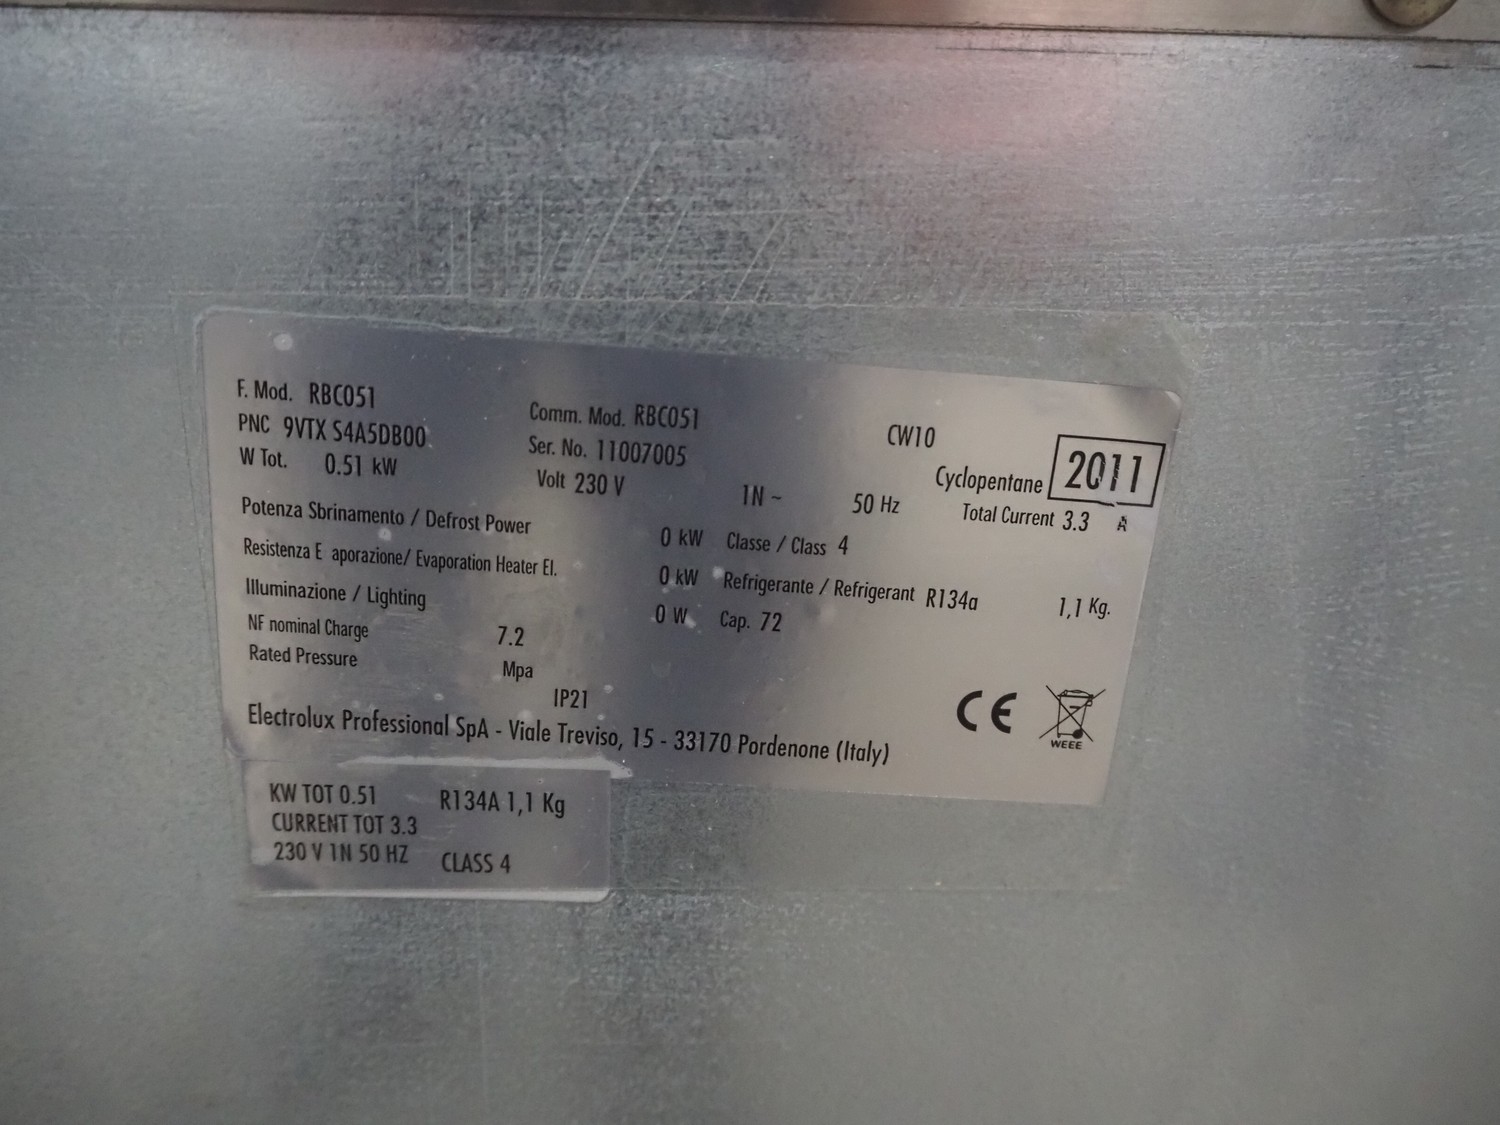 F. Mod. RBC051 Comm. Mod. RBC051 CW10
PNC 9VTX S4A5DB00 Ser. No. 11007005 Cyclopentane 2011
W Tot. 0.51 kW Volt 230 V 1N ~ 50 Hz Total Current 3.3 A
Potenza Sbrinamento / Defrost Power 0 kW Classe / Class 4
Resistenza E aporazione/ Evaporation Heater El. 0 kW Refrigerante / Refrigerant R134a 1,1 Kg.
Illuminazione / Lighting 0 W Cap. 72
NF nominal Charge 7.2
Rated Pressure Mpa
IP21
Electrolux Professional SpA - Viale Treviso, 15 - 33170 Pordenone (Italy)
CE WEEE
KW TOT 0.51 R134A 1,1 Kg
CURRENT TOT 3.3
230 V 1N 50 HZ CLASS 4